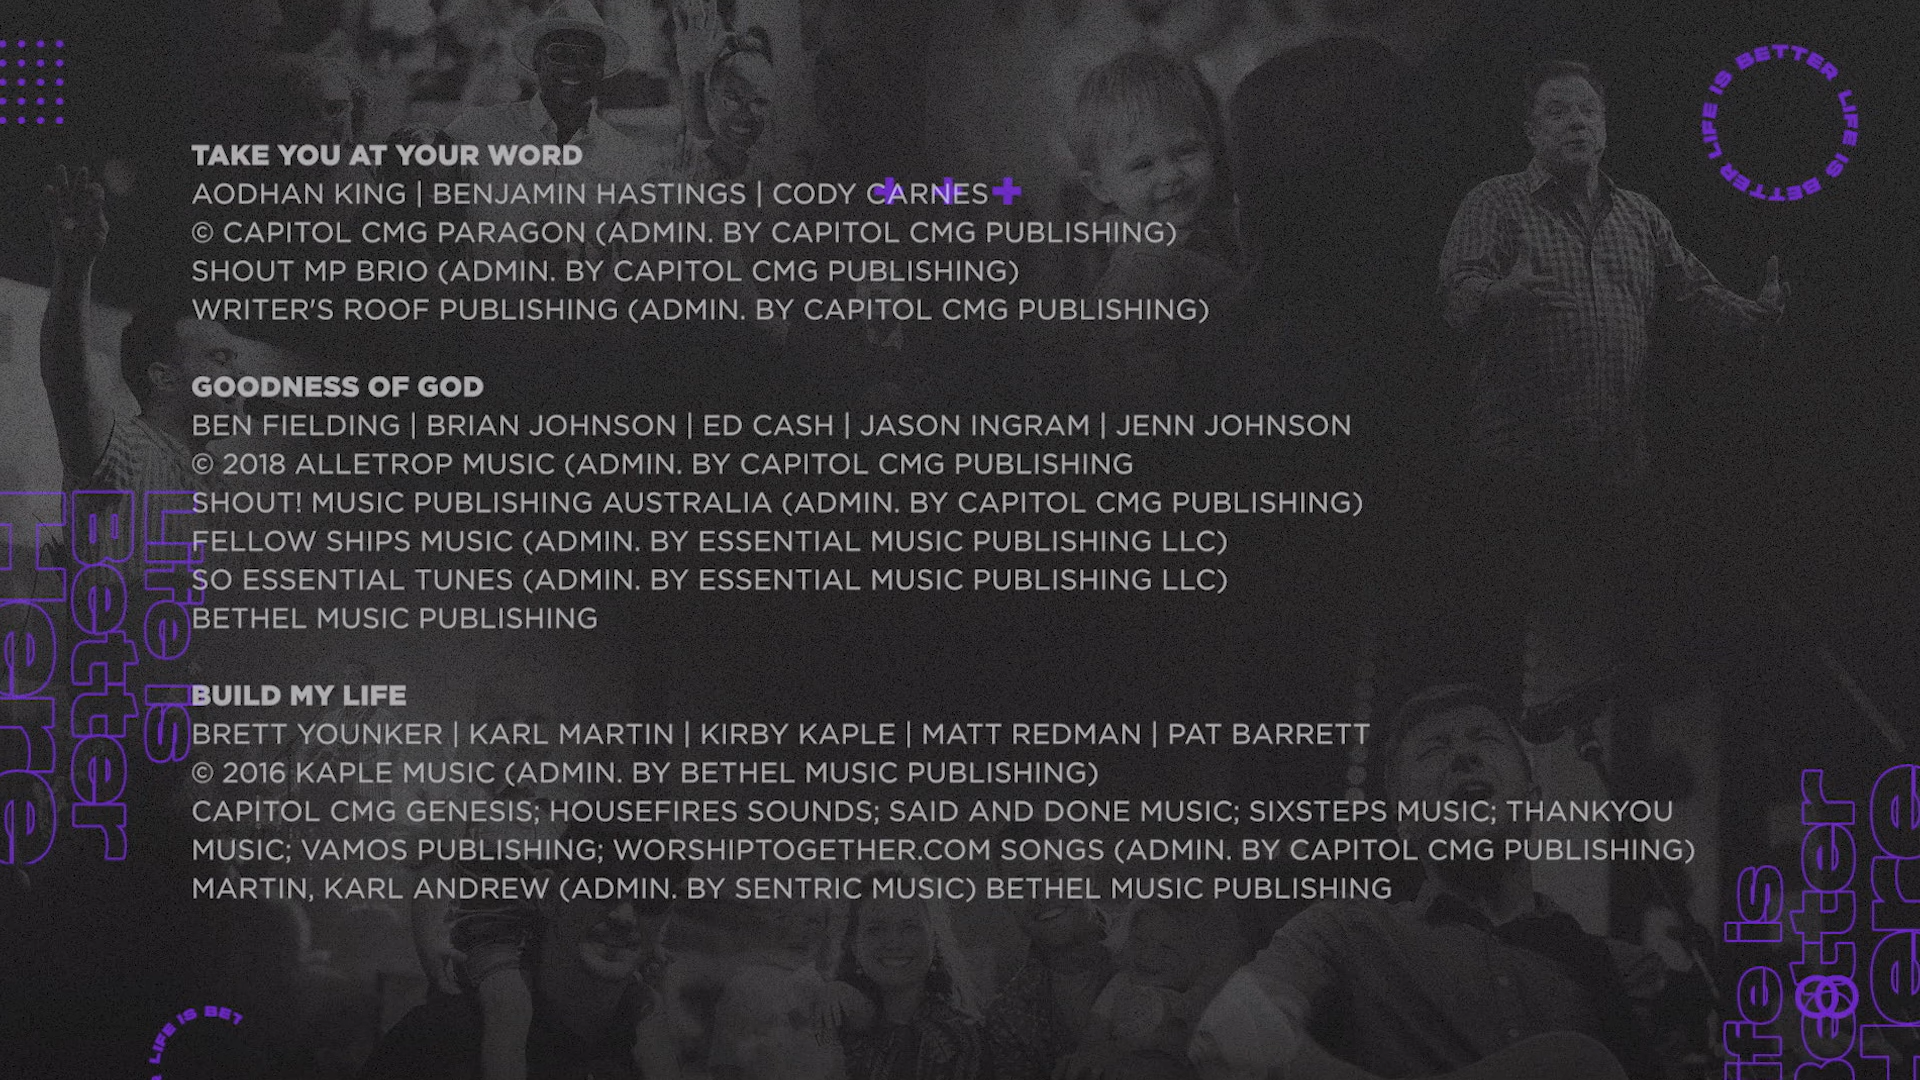 LIFE IS BETTER LIFE IS BETTER
TAKE YOU AT YOUR WORD
AODHAN KING | BENJAMIN HASTINGS | CODY CARNES
© CAPITOL CMG PARAGON (ADMIN. BY CAPITOL CMG PUBLISHING)
SHOUT MP BRIO (ADMIN. BY CAPITOL CMG PUBLISHING)
WRITER'S ROOF PUBLISHING (ADMIN. BY CAPITOL CMG PUBLISHING)
GOODNESS OF GOD
BEN FIELDING | BRIAN JOHNSON | ED CASH | JASON INGRAM | JENN JOHNSON
© 2018 ALLETROP MUSIC (ADMIN. BY CAPITOL CMG PUBLISHING
SHOUT! MUSIC PUBLISHING AUSTRALIA (ADMIN. BY CAPITOL CMG PUBLISHING)
FELLOW SHIPS MUSIC (ADMIN. BY ESSENTIAL MUSIC PUBLISHING LLC)
SO ESSENTIAL TUNES (ADMIN. BY ESSENTIAL MUSIC PUBLISHING LLC)
BETHEL MUSIC PUBLISHING
BUILD MY LIFE
BRETT YOUNKER | KARL MARTIN | KIRBY KAPLE | MATT REDMAN | PAT BARRETT
© 2016 KAPLE MUSIC (ADMIN. BY BETHEL MUSIC PUBLISHING)
CAPITOL CMG GENESIS; HOUSEFIRES SOUNDS; SAID AND DONE MUSIC; SIXSTEPS MUSIC; THANKYOU
MUSIC; VAMOS PUBLISHING; WORSHIPTOGETHER.COM SONGS (ADMIN. BY CAPITOL CMG PUBLISHING)
MARTIN, KARL ANDREW (ADMIN. BY SENTRIC MUSIC) BETHEL MUSIC PUBLISHING
Life is
Better
Here
ife is
Better
Here
LIFE IS BET